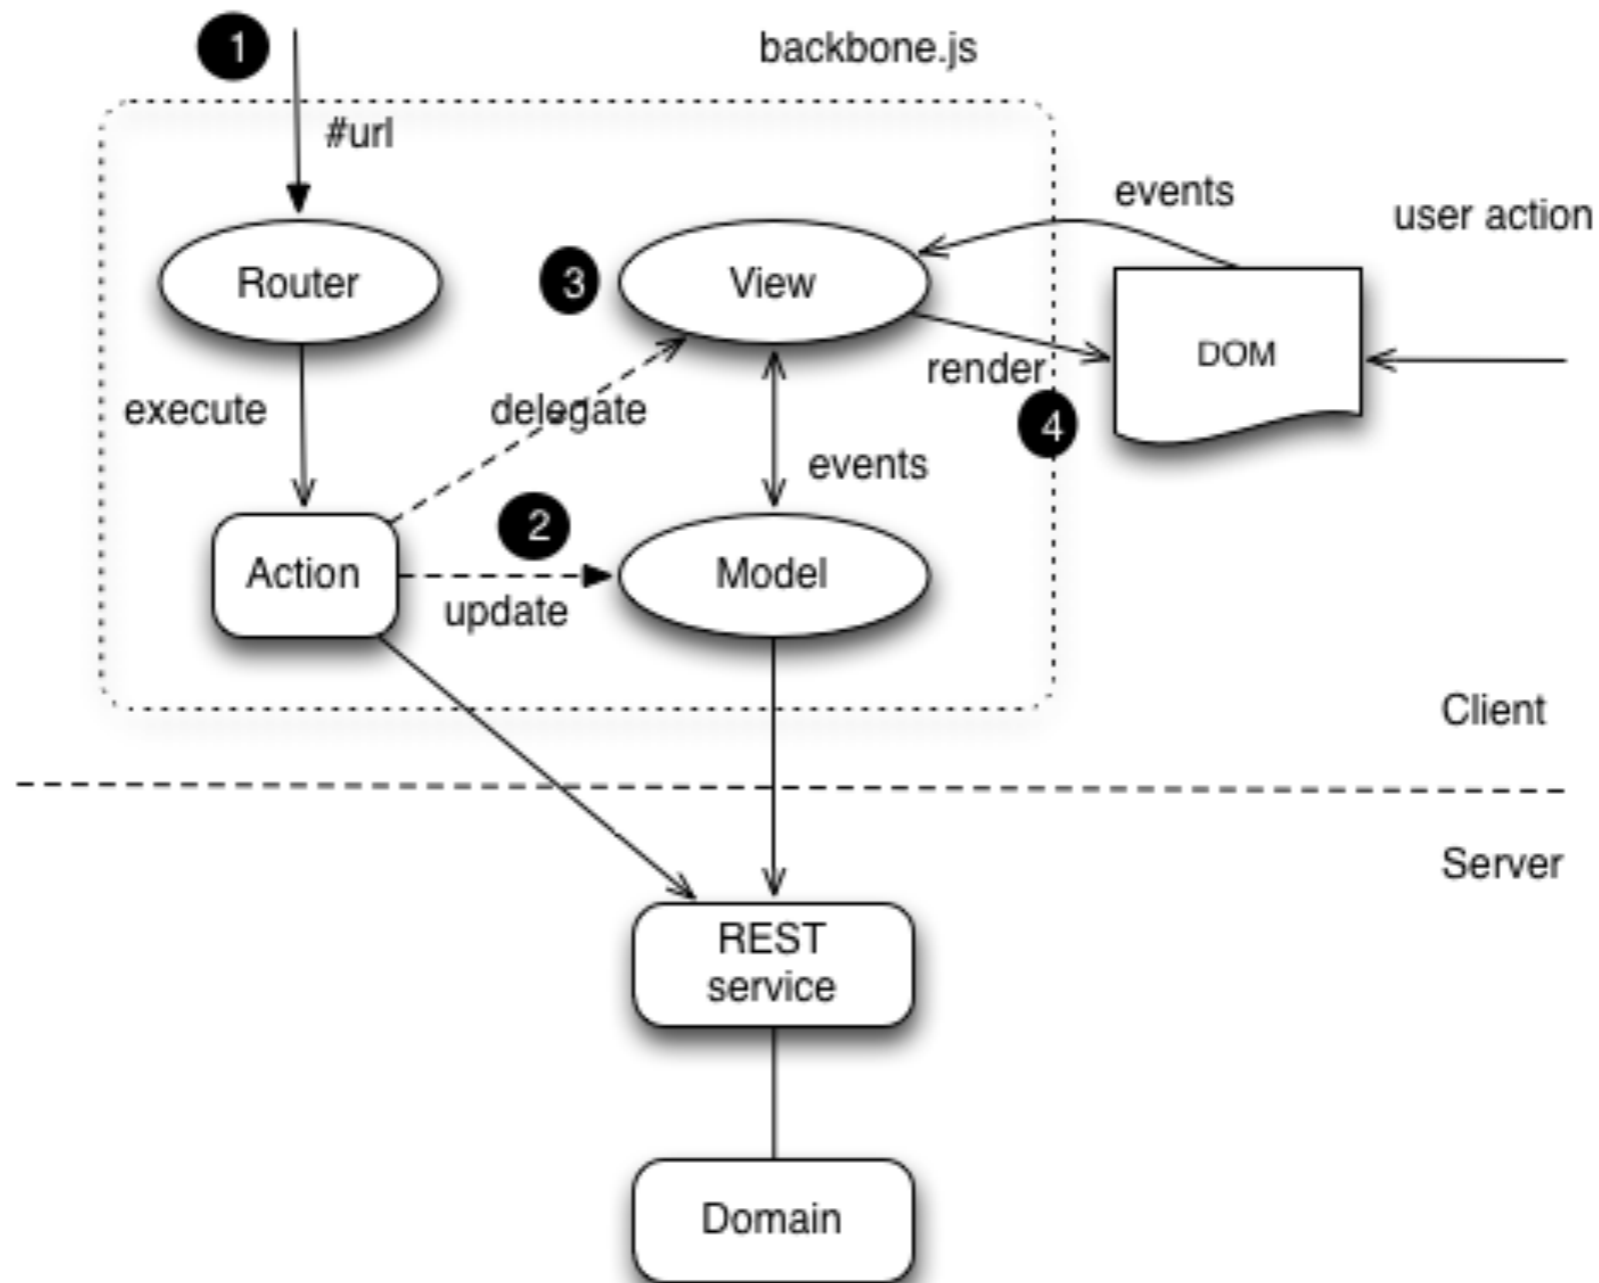 1
backbone.js
#url
events
user action
Router
3
View
DOM
render
execute
delegate
4
events
2
Action
Model
update
Client
Server
REST
service
Domain